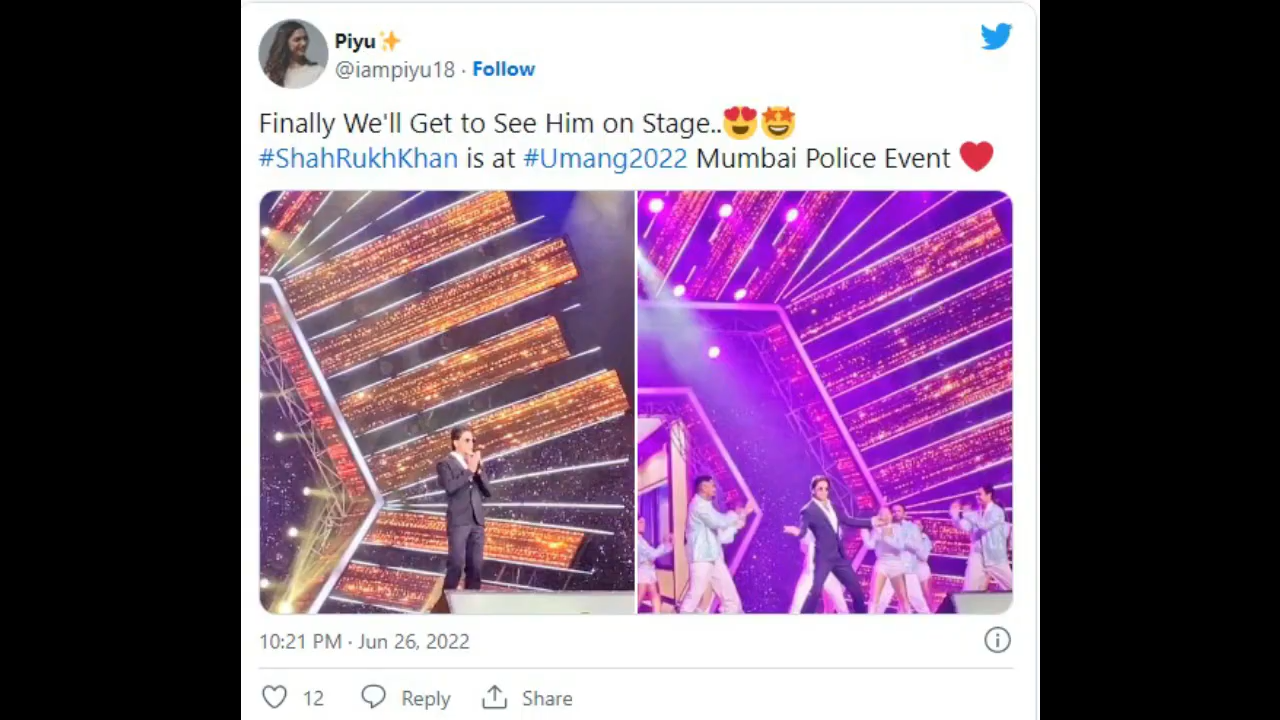 Piyu✨
@iampiyu18 · Follow
Finally We'll Get to See Him on Stage..😍🤩
#ShahRukhKhan is at #Umang2022 Mumbai Police Event ❤️
10:21 PM · Jun 26, 2022
12 Reply Share